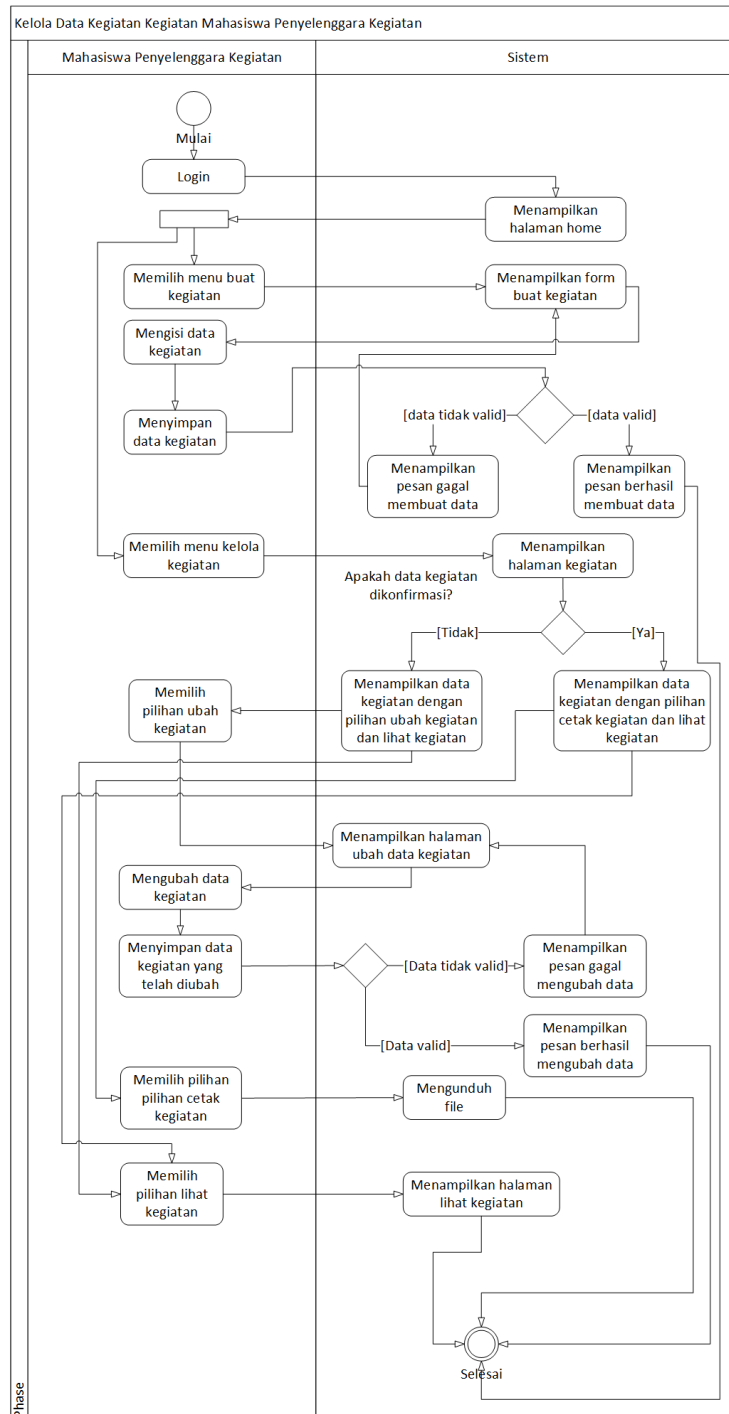 Kelola Data Kegiatan Kegiatan Mahasiswa Penyelenggara Kegiatan
Mahasiswa Penyelenggara Kegiatan
Sistem
Mulai
Login
Menampilkan
halaman home
Memilih menu buat
kegiatan
Menampilkan form
buat kegiatan
Mengisi data
kegiatan
Menyimpan
data kegiatan
[data tidak valid]
[data valid]
Menampilkan
pesan gagal
membuat data
Menampilkan
pesan berhasil
membuat data
Memilih menu kelola
kegiatan
Menampilkan
halaman kegiatan
Apakah data kegiatan
dikonfirmasi?
[Tidak]
[Ya]
Memilih
pilihan ubah
kegiatan
Menampilkan data
kegiatan dengan
pilihan ubah kegiatan
dan lihat kegiatan
Menampilkan data
kegiatan dengan pilihan
cetak kegiatan dan lihat
kegiatan
Menampilkan halaman
ubah data kegiatan
Mengubah data
kegiatan
Menyimpan data
kegiatan yang
telah diubah
[Data tidak valid]
Menampilkan
pesan gagal
mengubah data
[Data valid]
Menampilkan
pesan berhasil
mengubah data
Memilih pilihan
pilihan cetak
kegiatan
Mengunduh
file
Memilih
pilihan lihat
kegiatan
Menampilkan halaman
lihat kegiatan
Selesai
Phase